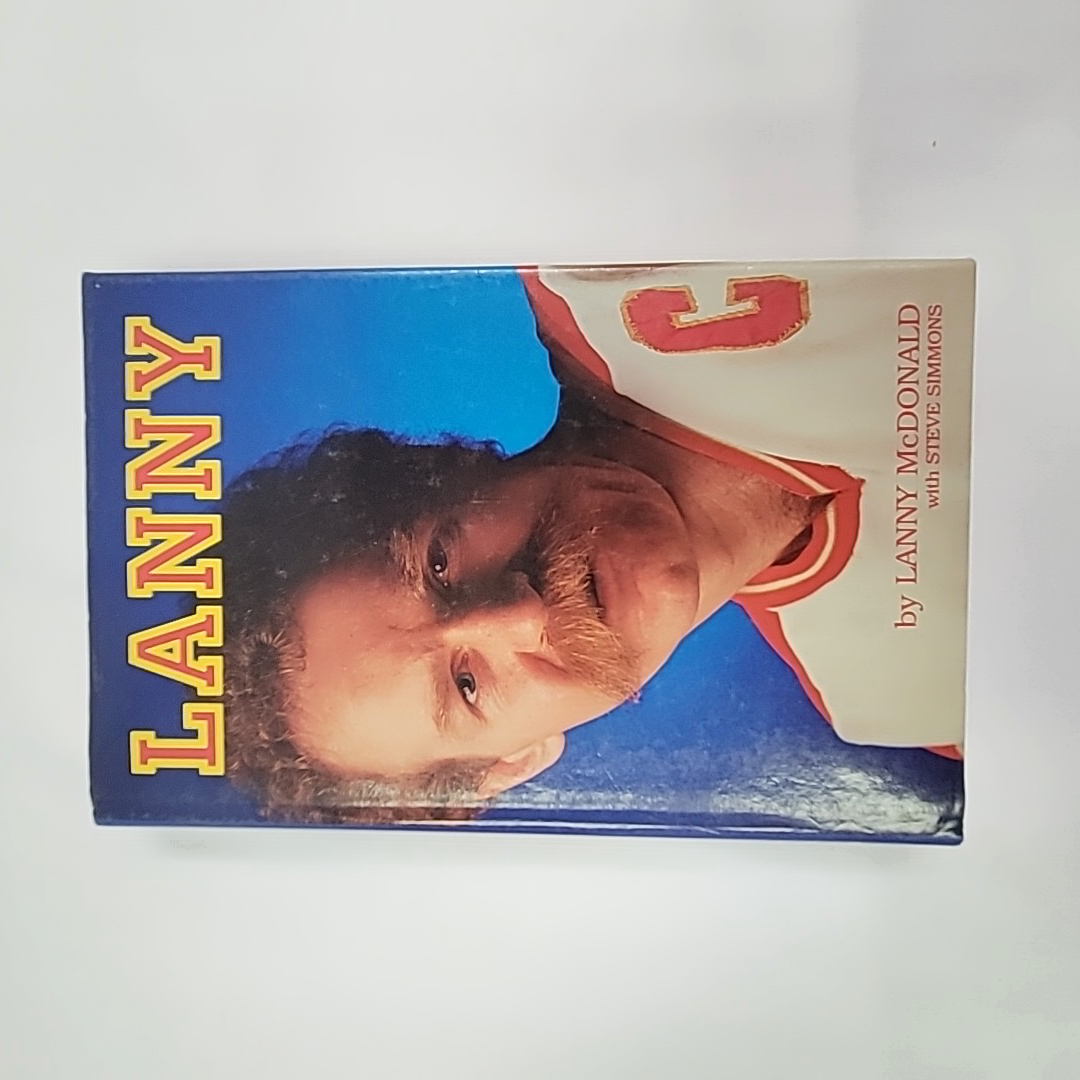 LANNY
C
by LANNY McDONALD
with STEVE SIMMONS